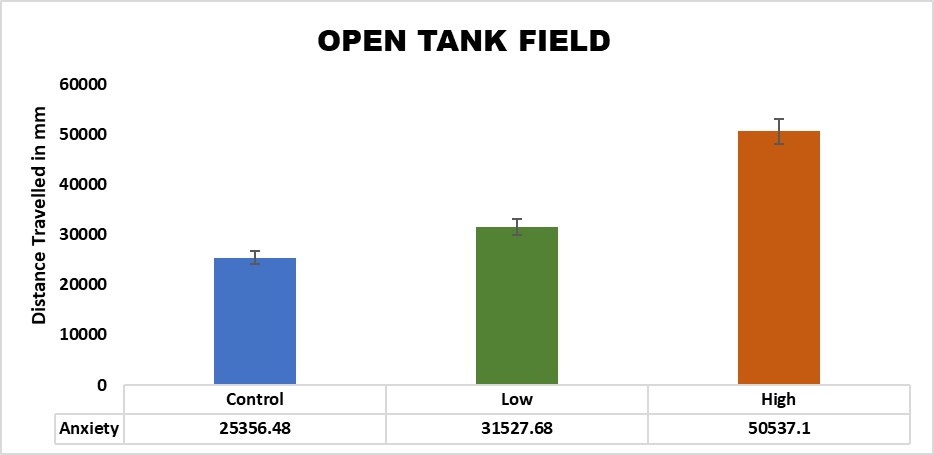 OPEN TANK FIELD
Distance Travelled in mm
60000
50000
40000
30000
20000
10000
0
Control Low High
Anxiety 25356.48 31527.68 50537.1